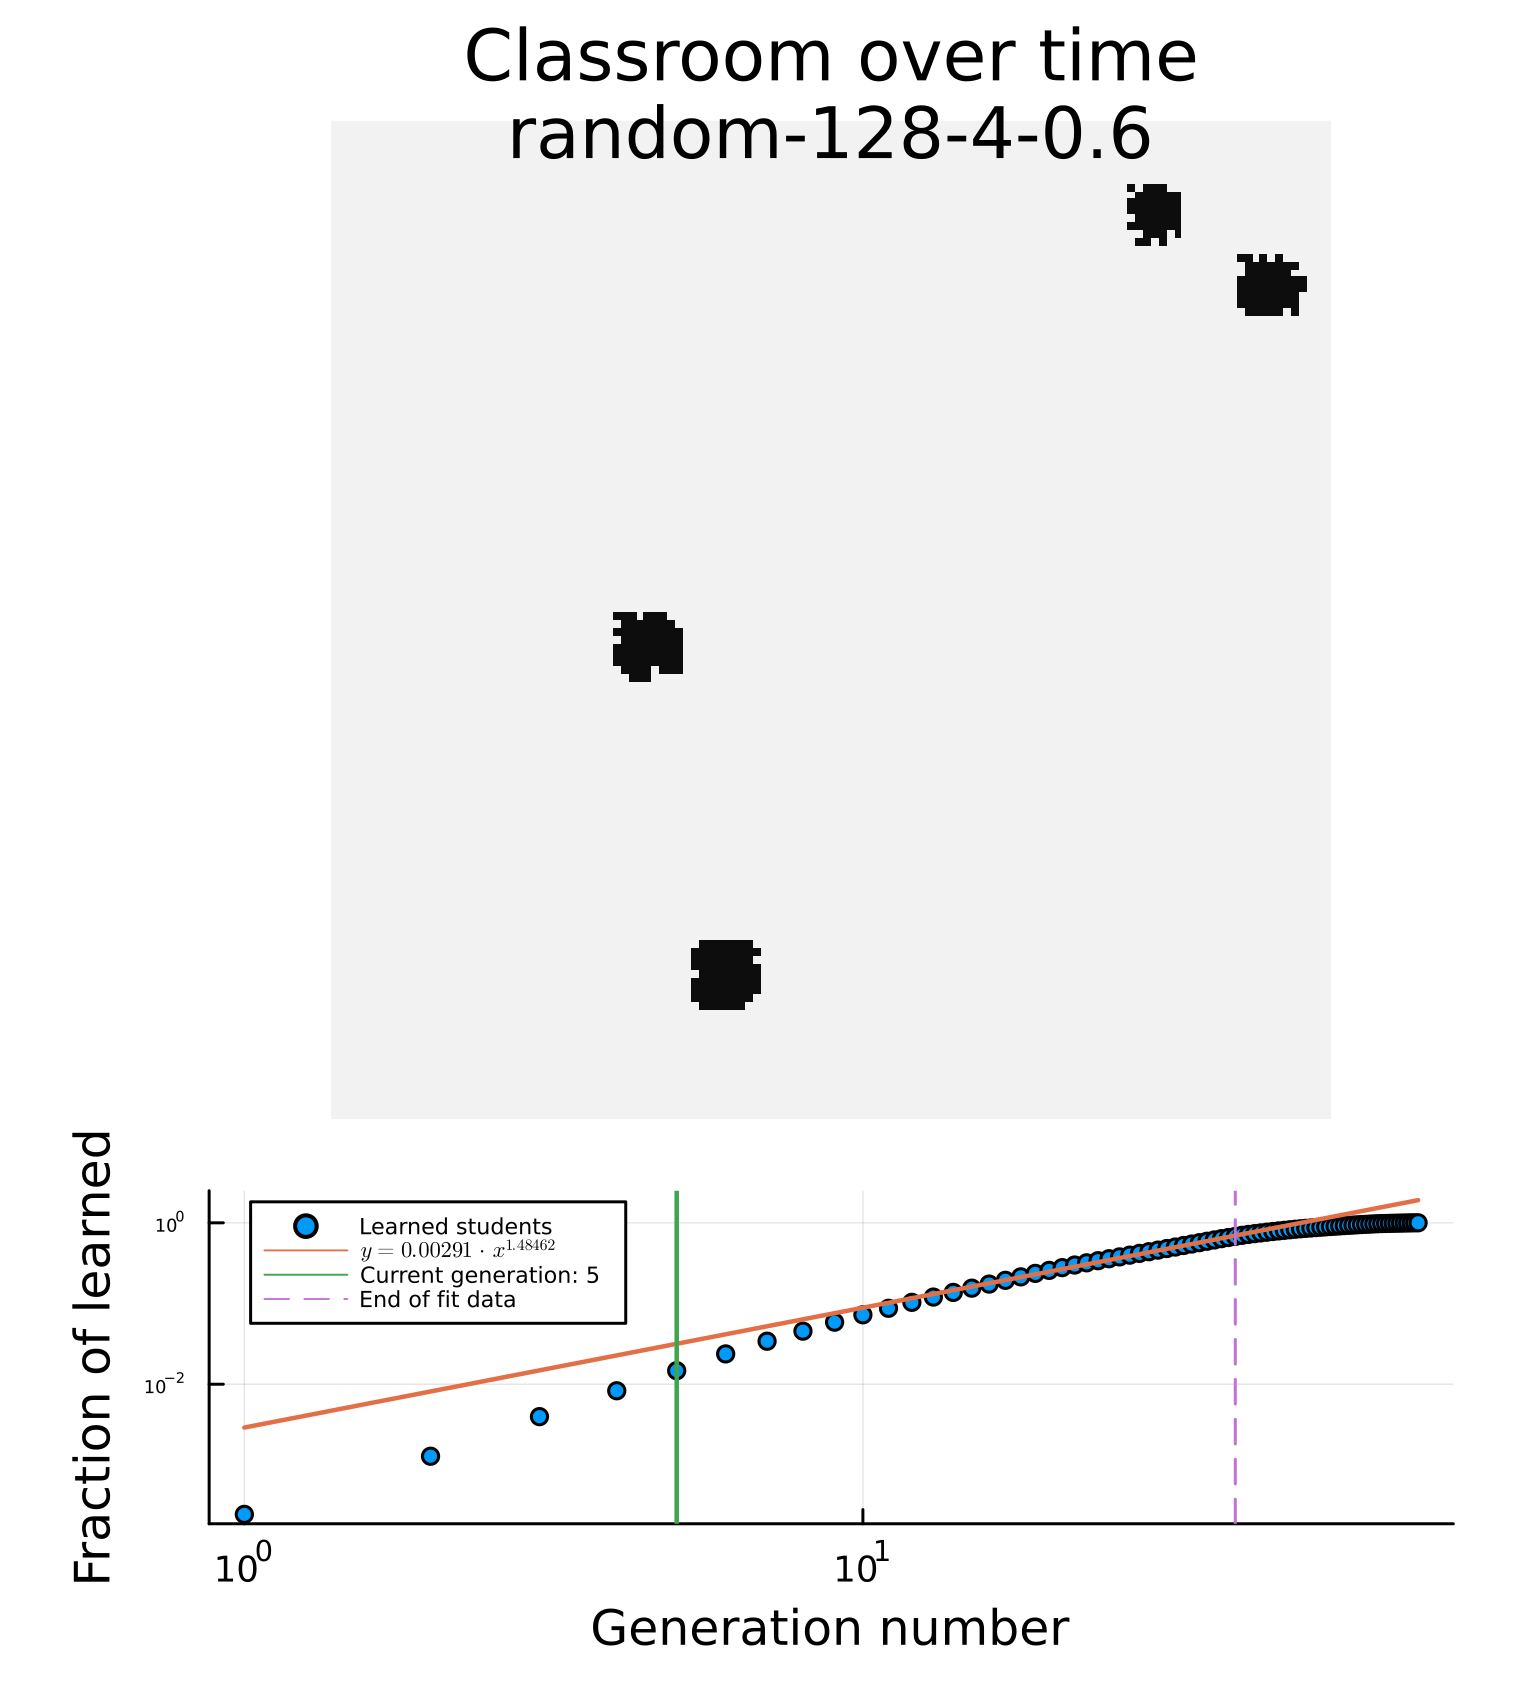 Classroom over time
random-128-4-0.6
Fraction of learned
10^0
10^−2
Learned students
y = 0.00291 · x^1.48462
Current generation: 5
End of fit data
10^0
10^1
Generation number